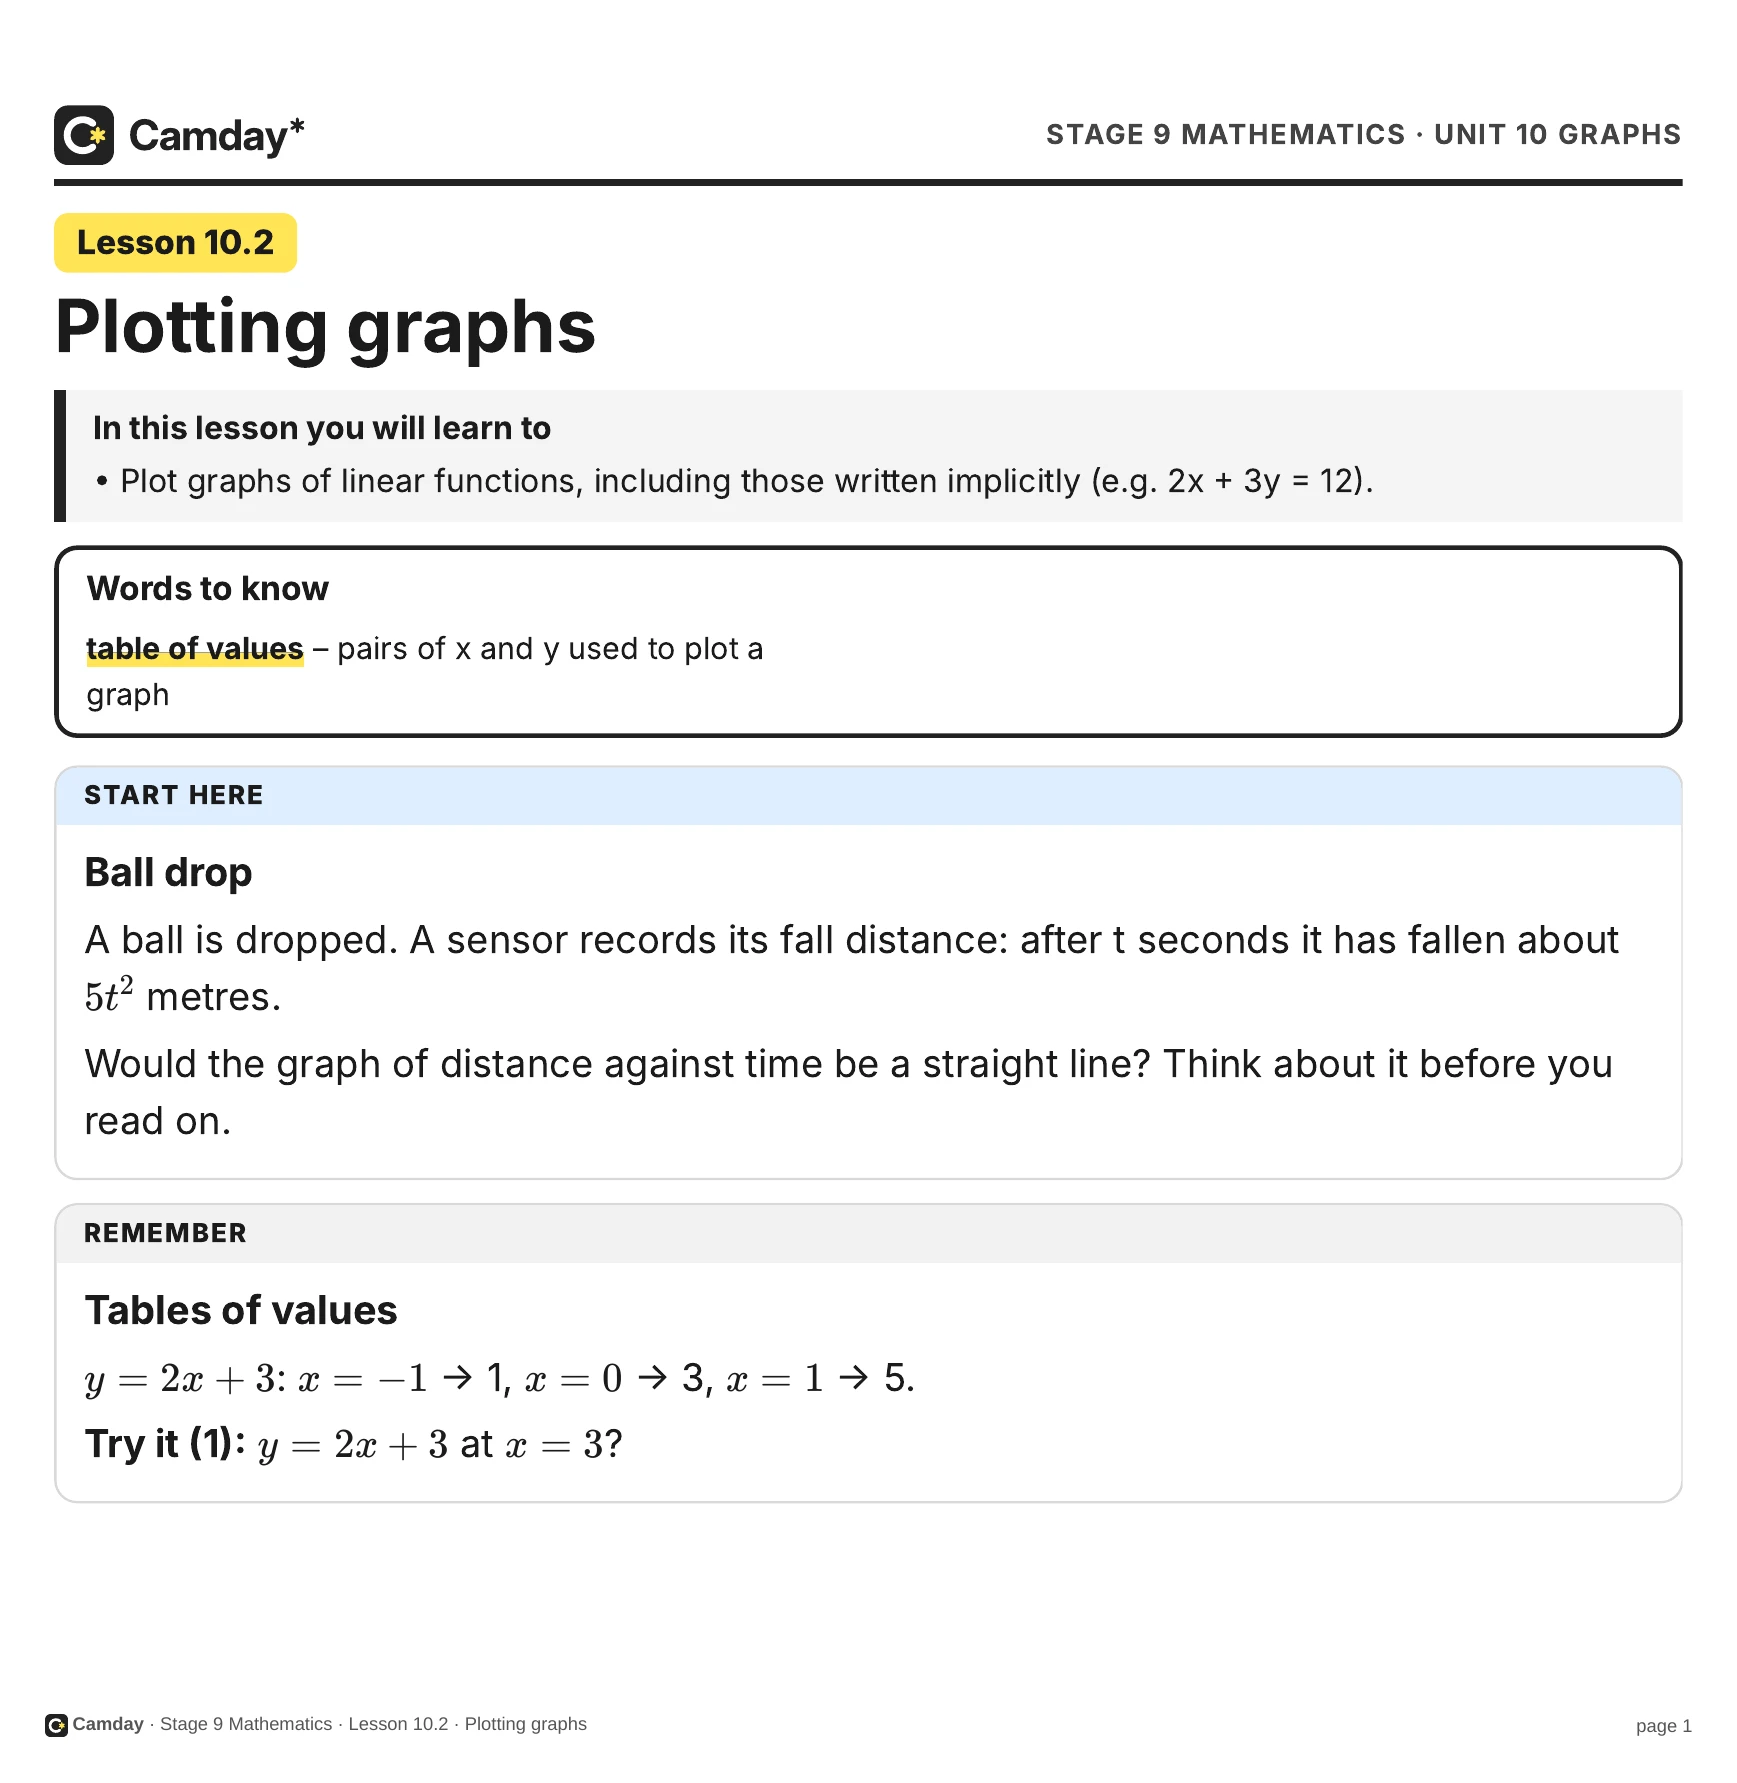 Camday*
STAGE 9 MATHEMATICS · UNIT 10 GRAPHS
Lesson 10.2
Plotting graphs
In this lesson you will learn to
• Plot graphs of linear functions, including those written implicitly (e.g. 2x + 3y = 12).
Words to know
table of values – pairs of x and y used to plot a
graph
START HERE
Ball drop
A ball is dropped. A sensor records its fall distance: after t seconds it has fallen about
5t² metres.
Would the graph of distance against time be a straight line? Think about it before you
read on.
REMEMBER
Tables of values
y = 2x + 3: x = −1 → 1, x = 0 → 3, x = 1 → 5.
Try it (1): y = 2x + 3 at x = 3?
Camday · Stage 9 Mathematics · Lesson 10.2 · Plotting graphs
page 1